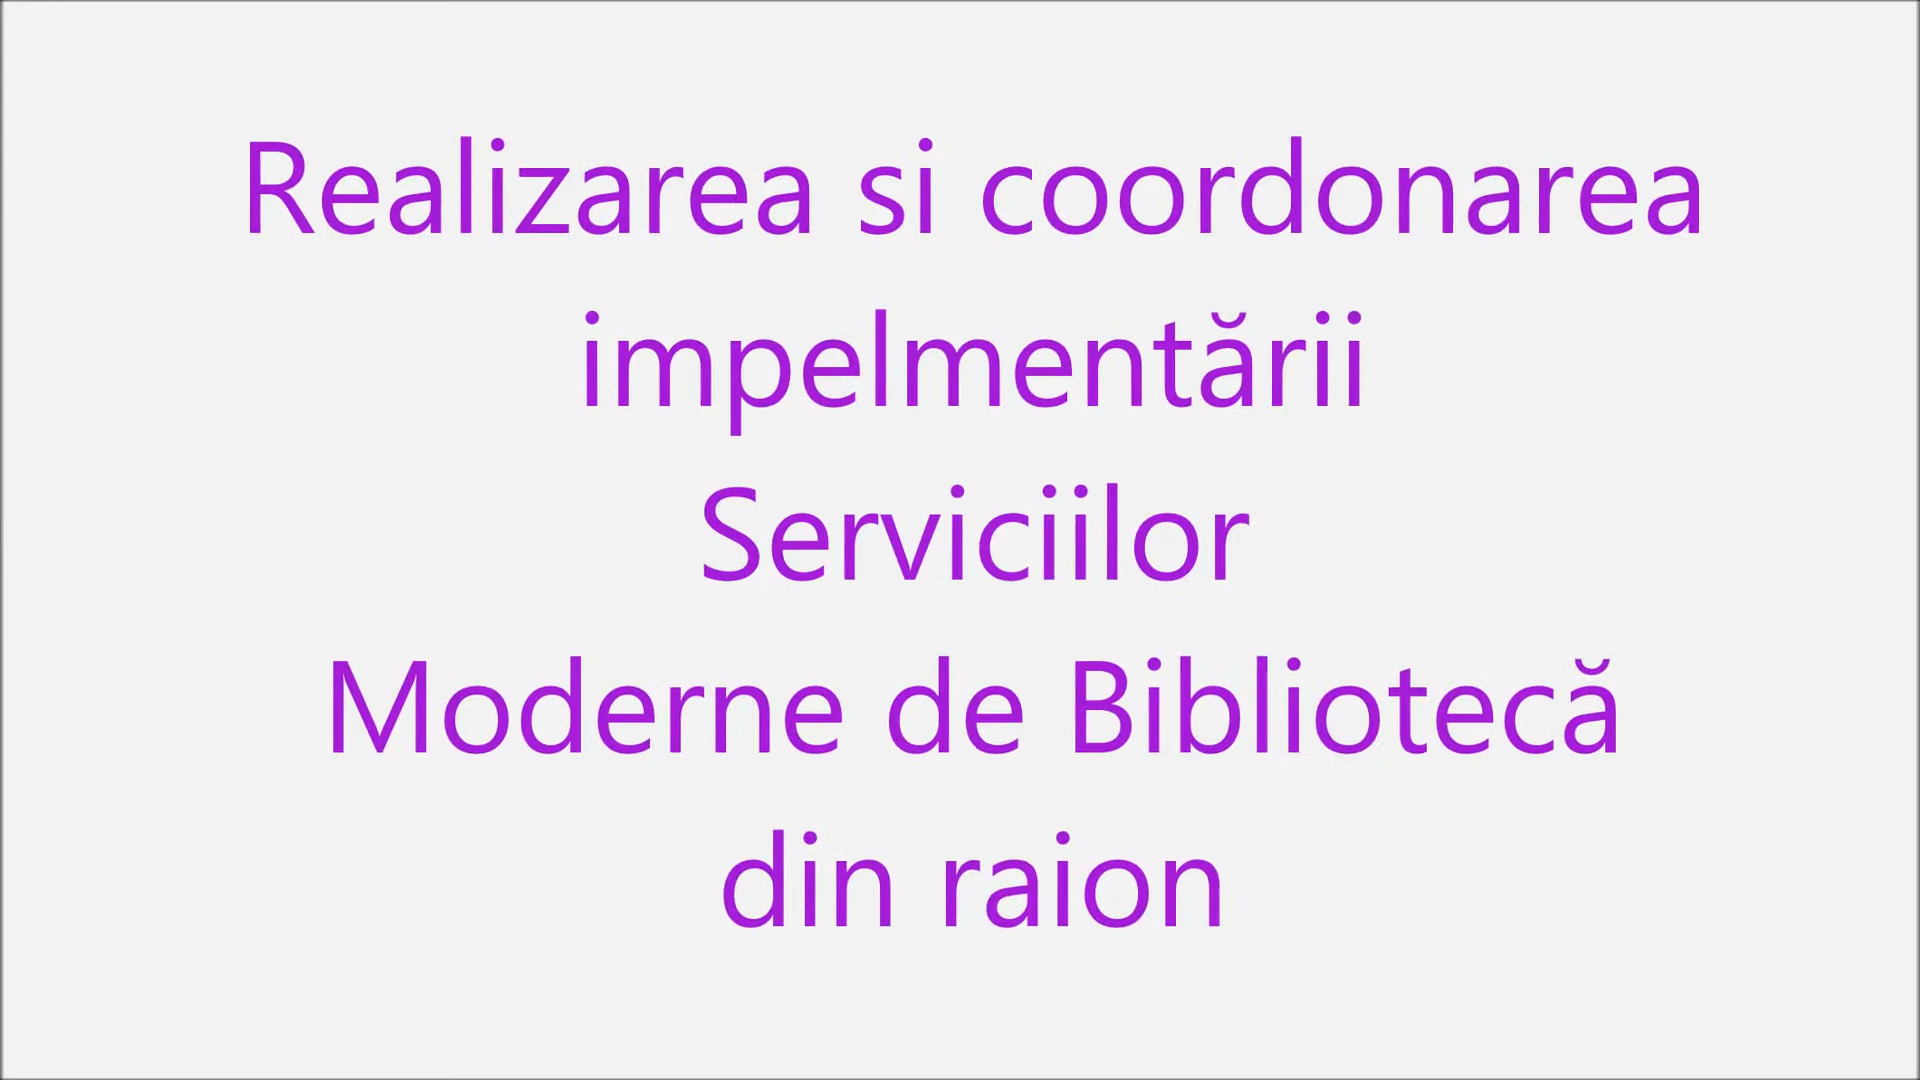 Realizarea si coordonarea
impelmentării
Serviciilor
Moderne de Bibliotecă
din raion